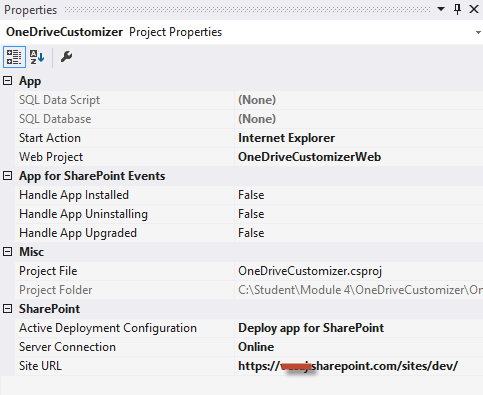 Properties
OneDriveCustomizer Project Properties
App
SQL Data Script (None)
SQL Database (None)
Start Action Internet Explorer
Web Project OneDriveCustomizerWeb
App for SharePoint Events
Handle App Installed False
Handle App Uninstalling False
Handle App Upgraded False
Misc
Project File OneDriveCustomizer.csproj
Project Folder C:\Student\Module 4\OneDriveCustomizer\On
SharePoint
Active Deployment Configuration Deploy app for SharePoint
Server Connection Online
Site URL https:// sharepoint.com/sites/dev/